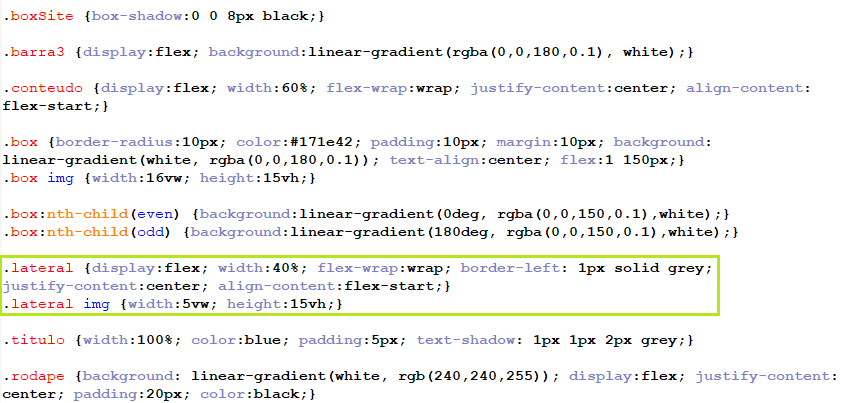 .boxSite {box-shadow:0 0 8px black;}
.barra3 {display:flex; background:linear-gradient(rgba(0,0,180,0.1), white);}
.conteudo {display:flex; width:60%; flex-wrap:wrap; justify-content:center; align-content:
flex-start;}
.box {border-radius:10px; color:#171e42; padding:10px; margin:10px; background:
linear-gradient(white, rgba(0,0,180,0.1)); text-align:center; flex:1 150px;}
.box img {width:16vw; height:15vh;}
.box:nth-child(even) {background:linear-gradient(0deg, rgba(0,0,150,0.1),white);}
.box:nth-child(odd) {background:linear-gradient(180deg, rgba(0,0,150,0.1),white);}
.lateral {display:flex; width:40%; flex-wrap:wrap; border-left: 1px solid grey;
justify-content:center; align-content:flex-start;}
.lateral img {width:5vw; height:15vh;}
.titulo {width:100%; color:blue; padding:5px; text-shadow: 1px 1px 2px grey;}
.rodape {background: linear-gradient(white, rgb(240,240,255)); display:flex; justify-content:
center; padding:20px; color:black;}